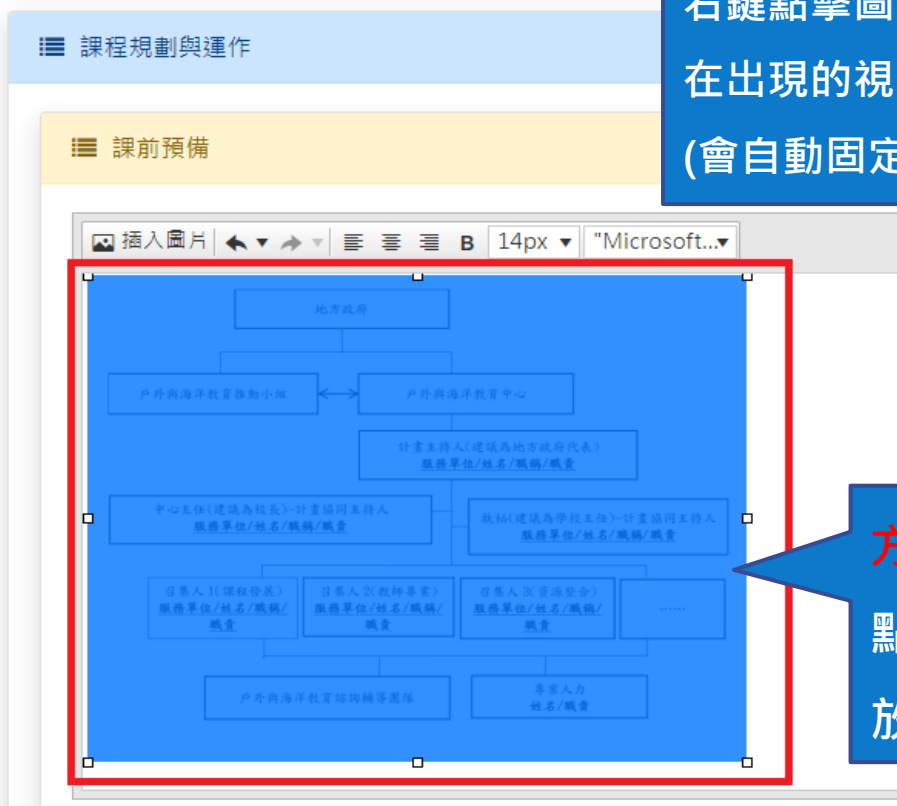 右鍵點擊圖
在出現的視
(會自動固定
課程規劃與運作
課前預備
插入圖片 B 14px "Microsoft...
地方政府
戶外與海洋教育推動小組 戶外與海洋教育中心
計畫主持人(建議為地方政府代表)
服務單位/姓名/職稱/職責
中心主任(建議為校長)-計畫協同主持人
服務單位/姓名/職稱/職責
執秘(建議為學校主任)-計畫協同主持人
服務單位/姓名/職稱/職責
召集人1(課程發展)
服務單位/姓名/職稱/
職責
召集人2(教師專業)
服務單位/姓名/職稱/
職責
召集人3(資源整合)
服務單位/姓名/職稱/
職責
……
戶外與海洋教育諮詢輔導團隊
專案人力
姓名/職責
方
點
放